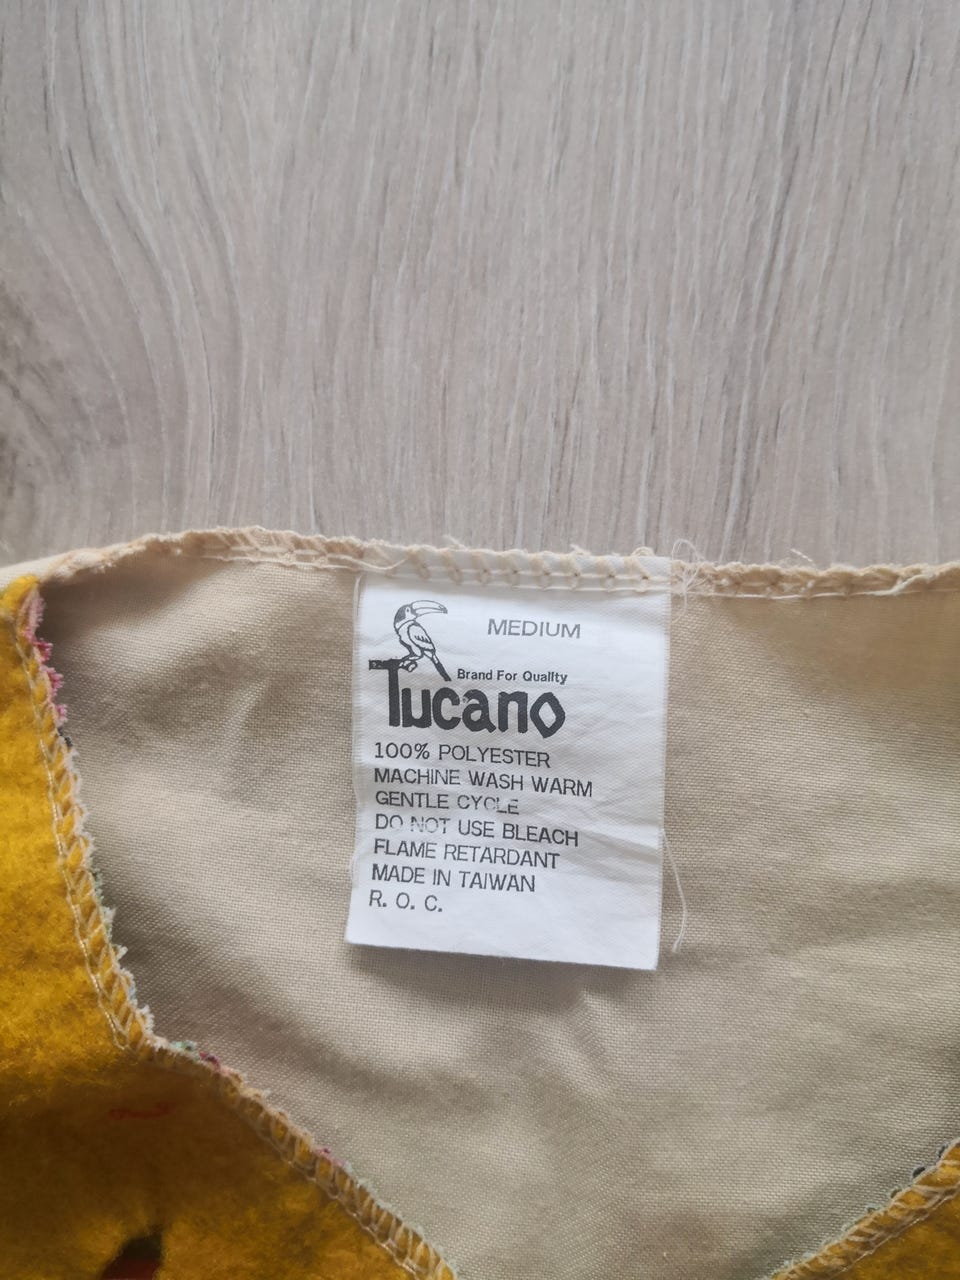 MEDIUM
Brand For Quality
Tucano
100% POLYESTER
MACHINE WASH WARM
GENTLE CYCLE
DO NOT USE BLEACH
FLAME RETARDANT
MADE IN TAIWAN
R. O. C.